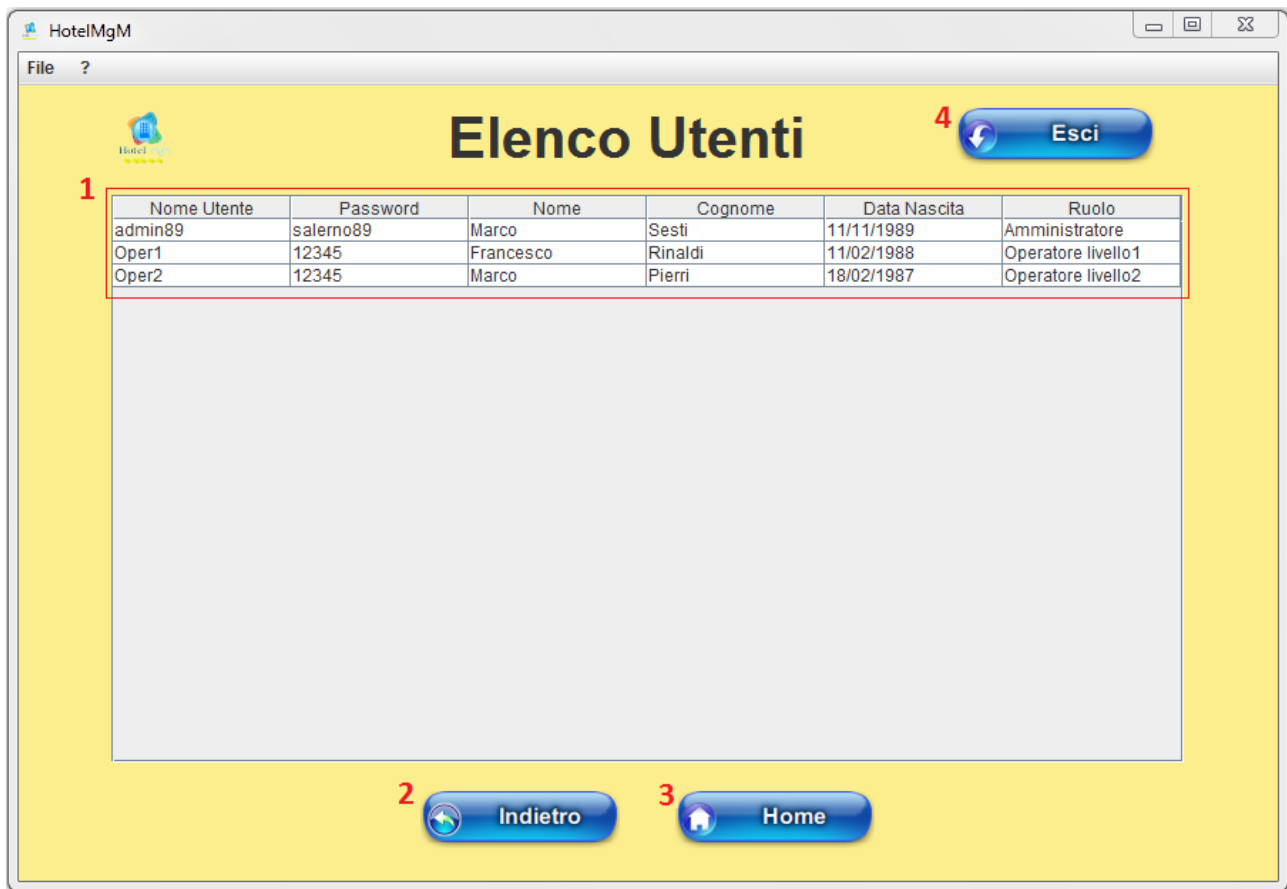 HotelMgM
File ?
Hotel
Elenco Utenti
4 Esci
1
Nome Utente Password Nome Cognome Data Nascita Ruolo
admin89 salerno89 Marco Sesti 11/11/1989 Amministratore
Oper1 12345 Francesco Rinaldi 11/02/1988 Operatore livello1
Oper2 12345 Marco Pierri 18/02/1987 Operatore livello2
2 Indietro 3 Home